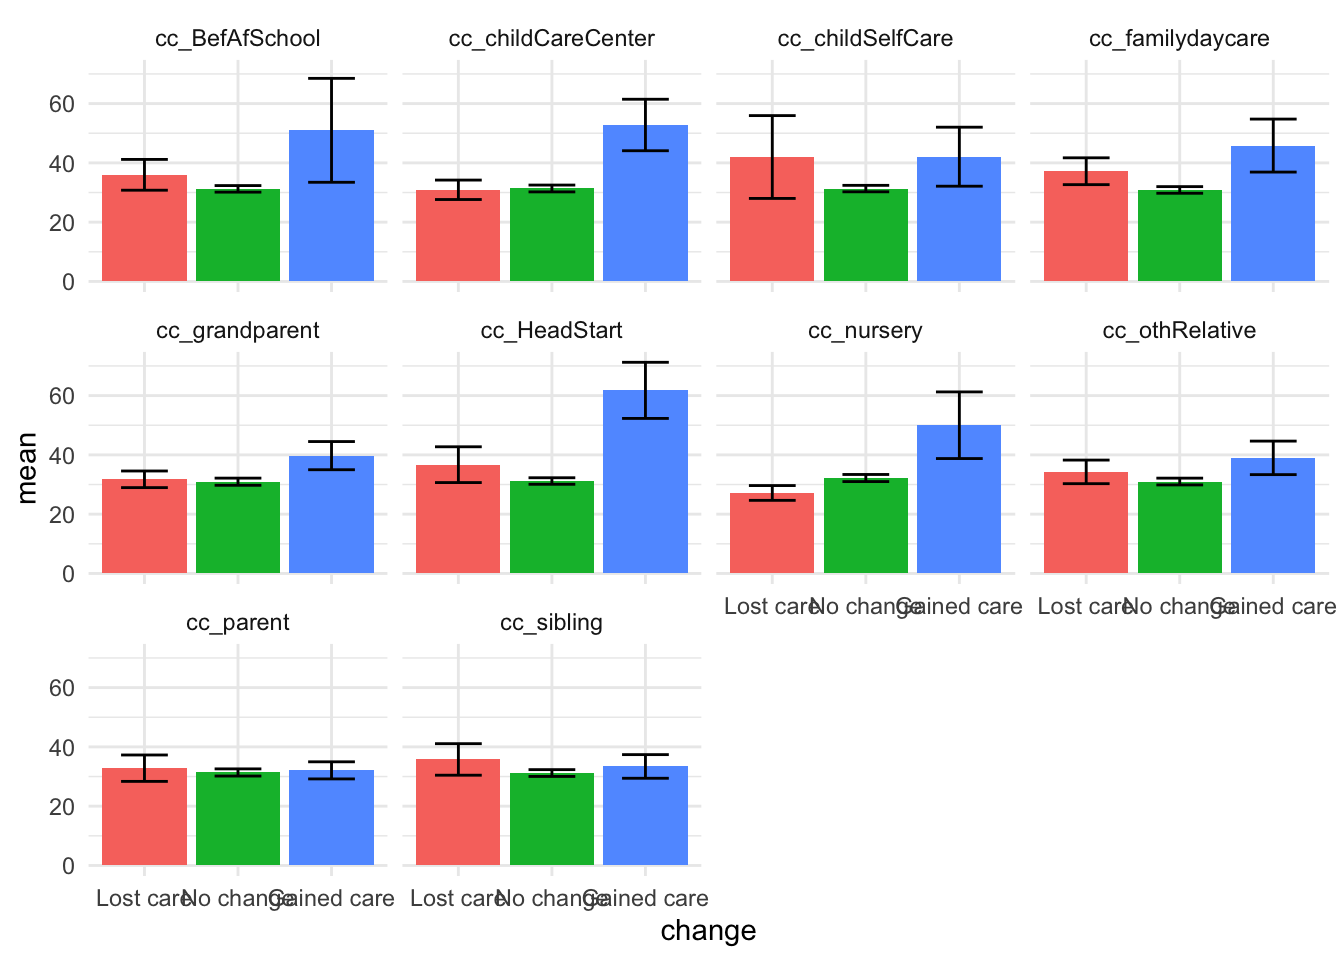 cc_BefAfSchool cc_childCareCenter cc_childSelfCare cc_familydaycare
60
40
20
0
cc_grandparent cc_HeadStart cc_nursery cc_othRelative
60
40
20
0
mean
Lost care No change Gained care Lost care No change Gained care
cc_parent cc_sibling
60
40
20
0
Lost care No change Gained care Lost care No change Gained care
change